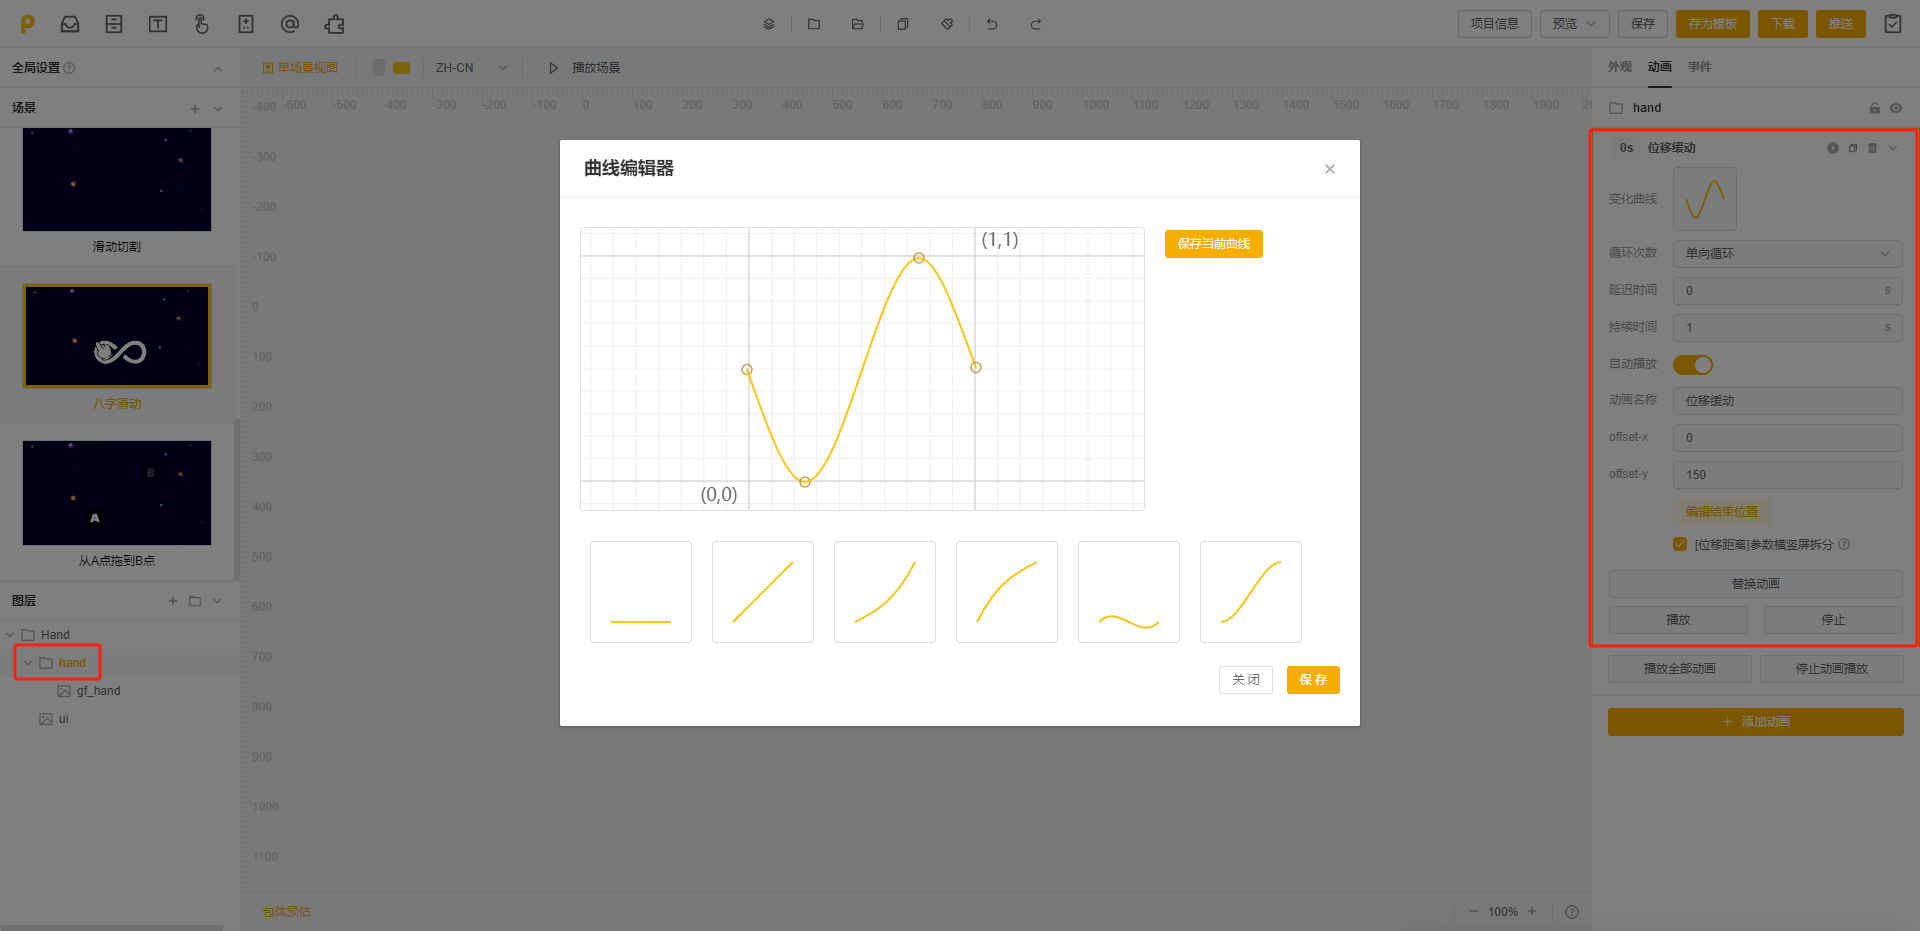 项目信息
预览
保存
存为模板
下载
推送
全局设置
场景
滑动切割
八字滑动
B
A
从A点拖到B点
图层
Hand
hand
gf_hand
ui
单场景视图
ZH-CN
播放场景
-600 -500 -400 -300 -200 -100 0 100 200 300 400 500 600 700 800 900 1000 1100 1200 1300 1400 1500 1600 1700 1800 1900
-400
-300
-200
-100
0
100
200
300
400
500
600
700
800
900
1000
1100
曲线编辑器
(1,1)
(0,0)
保存当前曲线
关 闭
保 存
包体预估
100%
外观
动画
事件
hand
0s 位移缓动
变化曲线
循环次数 单向循环
延迟时间 0 s
持续时间 1 s
自动播放
动画名称 位移缓动
offset-x 0
offset-y 150
编辑结束位置
[位移距离]参数横竖屏拆分
替换动画
播放
停止
播放全部动画
停止动画播放
添加动画